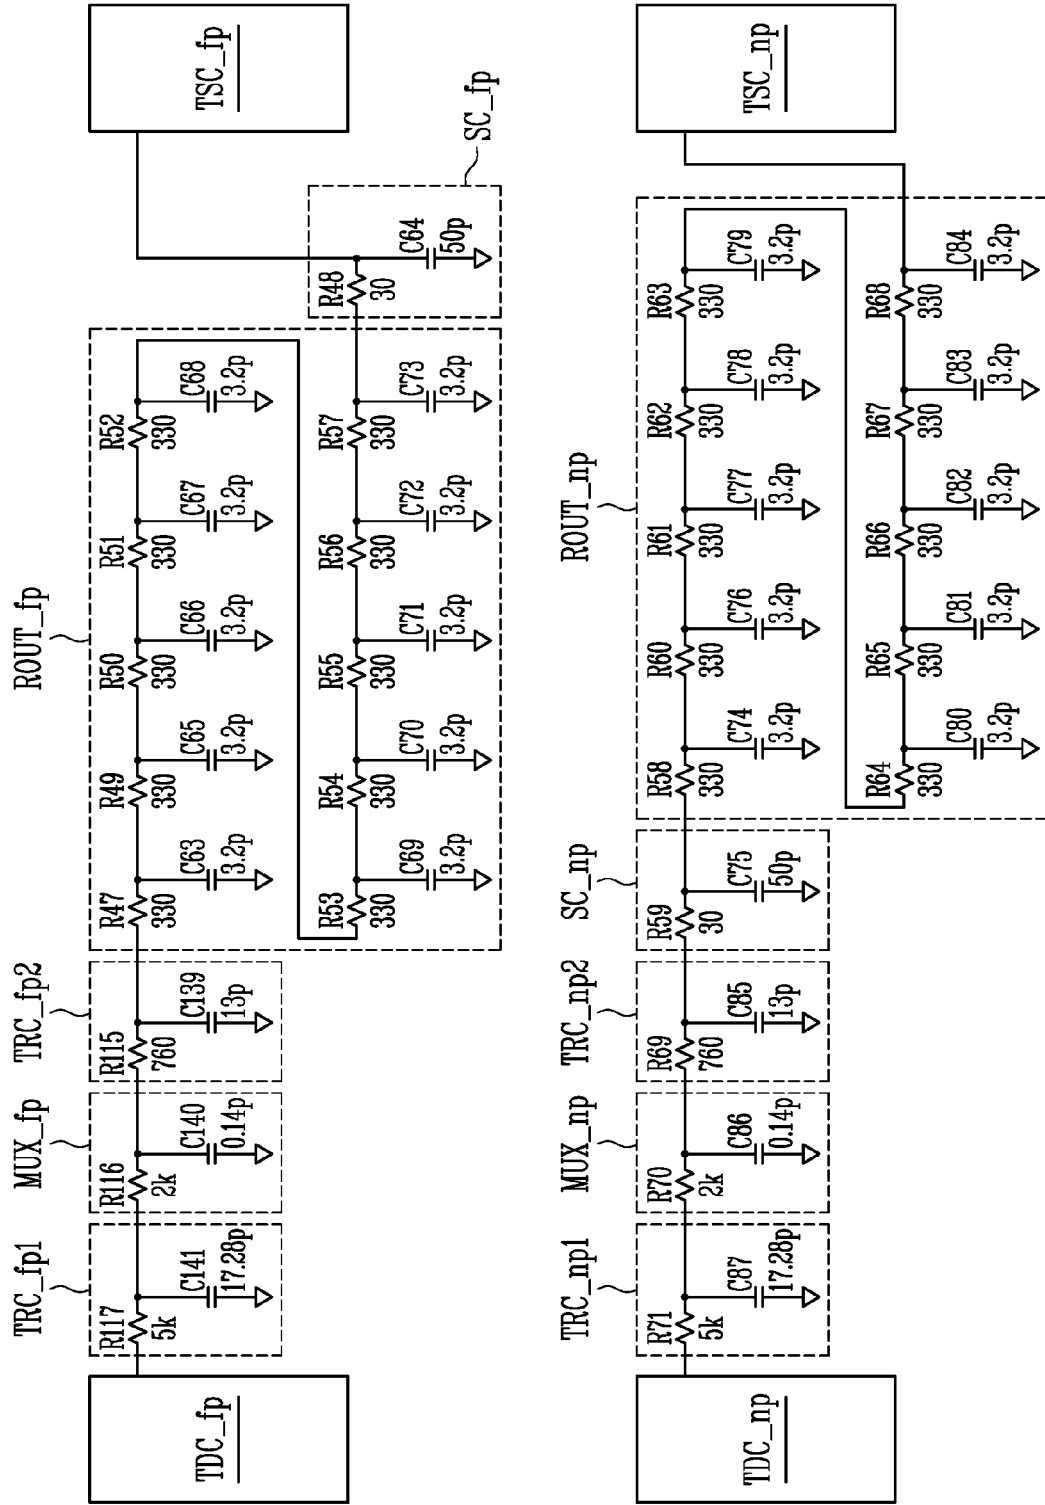 TDC_fp
TRC_fp1
R117
5k
C141
17.28p
MUX_fp
R116
2k
C140
0.14p
TRC_fp2
R115
760
C139
13p
ROUT_fp
R47
330
C63
3.2p
R49
330
C65
3.2p
R50
330
C66
3.2p
R51
330
C67
3.2p
R52
330
C68
3.2p
R53
330
C69
3.2p
R54
330
C70
3.2p
R55
330
C71
3.2p
R56
330
C72
3.2p
R57
330
C73
3.2p
R48
30
C64
50p
SC_fp
TSC_fp
TDC_np
TRC_np1
R71
5k
C87
17.28p
MUX_np
R70
2k
C86
0.14p
TRC_np2
R69
760
C85
13p
SC_np
R59
30
C75
50p
ROUT_np
R58
330
C74
3.2p
R60
330
C76
3.2p
R61
330
C77
3.2p
R62
330
C78
3.2p
R63
330
C79
3.2p
R64
330
C80
3.2p
R65
330
C81
3.2p
R66
330
C82
3.2p
R67
330
C83
3.2p
R68
330
C84
3.2p
TSC_np